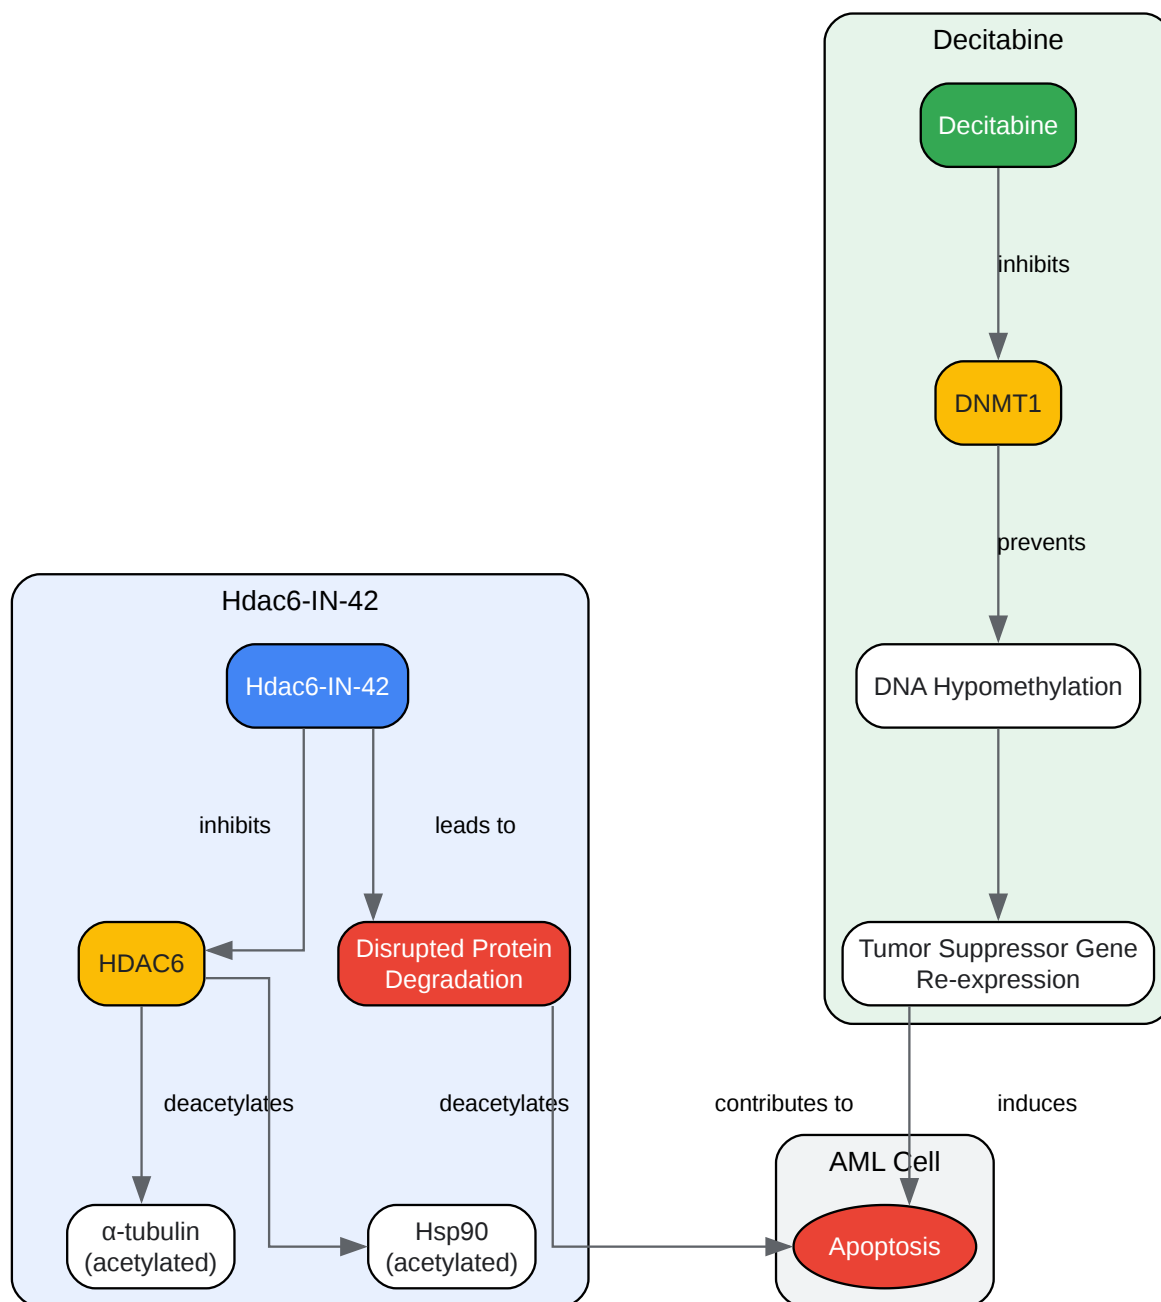 Decitabine
Decitabine
inhibits
DNMT1
prevents
Hdac6-IN-42
Hdac6-IN-42
DNA Hypomethylation
inhibits
leads to
HDAC6
Disrupted Protein
Degradation
Tumor Suppressor Gene
Re-expression
deacetylates
deacetylates
contributes to
induces
AML Cell
α-tubulin
(acetylated)
Hsp90
(acetylated)
Apoptosis